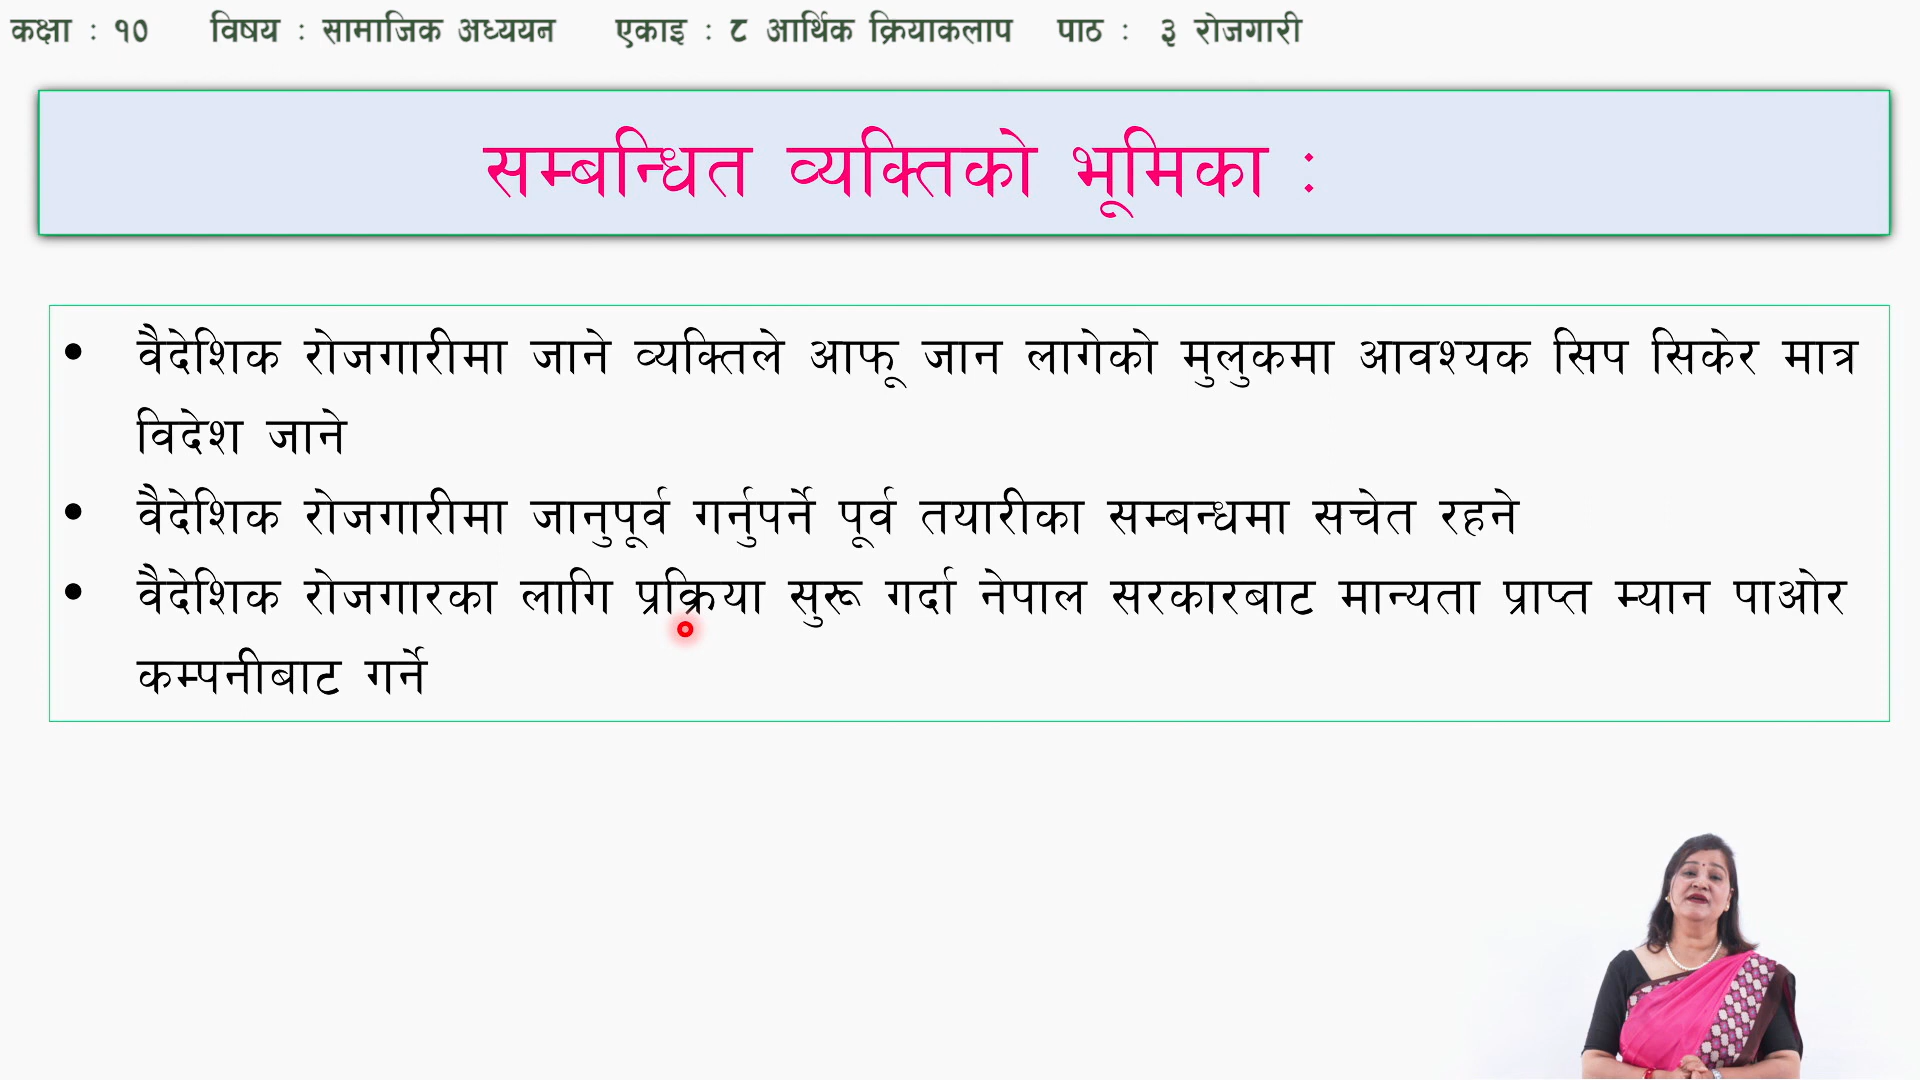 कक्षा : १० विषय : सामाजिक अध्ययन एकाइ : ८ आर्थिक क्रियाकलाप पाठ : ३ रोजगारी
सम्बन्धित व्यक्तिको भूमिका :
• वैदेशिक रोजगारीमा जाने व्यक्तिले आफू जान लागेको मुलुकमा आवश्यक सिप सिकेर मात्र
विदेश जाने
• वैदेशिक रोजगारीमा जानुपूर्व गर्नुपर्ने पूर्व तयारीका सम्बन्धमा सचेत रहने
• वैदेशिक रोजगारका लागि प्रक्रिया सुरू गर्दा नेपाल सरकारबाट मान्यता प्राप्त म्यान पाओर
कम्पनीबाट गर्ने